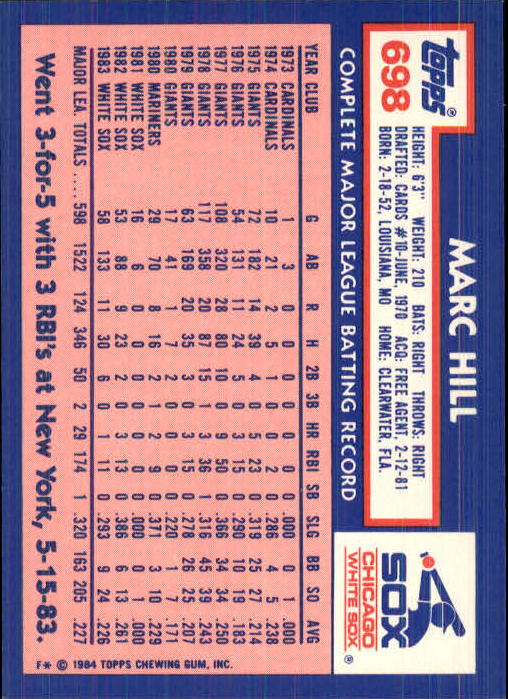 topps®
698
MARC HILL
HEIGHT: 6'3" WEIGHT: 210 BATS: RIGHT THROWS: RIGHT
DRAFTED: CARDS #10-JUNE, 1970 ACQ: FREE AGENT, 2-12-81
BORN: 2-18-52, LOUISIANA, MO HOME: CLEARWATER, FLA.
SOX
CHICAGO
WHITE SOX®
COMPLETE MAJOR LEAGUE BATTING RECORD
YEAR CLUB G AB R H 2B 3B HR RBI SB SLG BB SO AVG
1973 CARDINALS 1 3 0 0 0 0 0 0 0 .000 0 1 .000
1974 CARDINALS 10 21 2 5 1 0 0 2 0 .286 4 5 .238
1975 GIANTS 72 182 14 39 4 0 5 23 0 .319 25 27 .214
1976 GIANTS 54 131 11 24 5 0 3 15 0 .290 10 19 .183
1977 GIANTS 108 320 28 80 10 0 9 50 0 .366 34 34 .250
1978 GIANTS 117 358 20 87 15 1 3 36 1 .316 45 39 .243
1979 GIANTS 63 169 20 35 3 0 3 15 0 .278 26 25 .207
1980 GIANTS 17 41 1 7 2 0 0 0 0 .220 1 7 .171
1980 MARINERS 29 70 8 16 2 1 2 9 0 .371 3 10 .229
1981 WHITE SOX 16 6 0 0 0 0 0 0 0 .000 0 1 .000
1982 WHITE SOX 53 88 9 23 2 0 3 13 0 .386 6 13 .261
1983 WHITE SOX 58 133 11 30 6 0 1 11 0 .283 9 24 .226
MAJOR LEA. TOTALS .... 598 1522 124 346 50 2 29 174 1 .320 163 205 .227
Went 3-for-5 with 3 RBI's at New York, 5-15-83.
F* © 1984 TOPPS CHEWING GUM, INC.